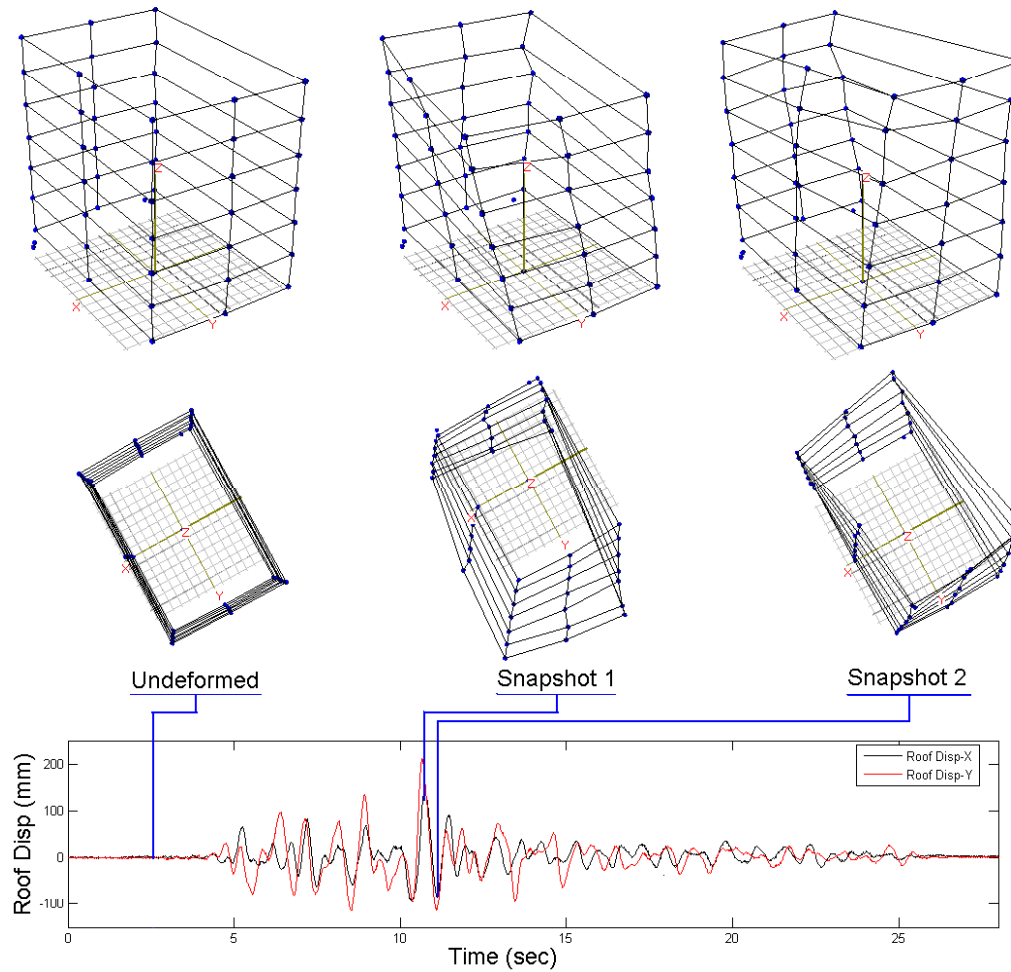 Z
Z
Z
X
Y
X
Y
X
Y
Z
X
Y
Z
X
Y
Z
X
Y
Undeformed
Snapshot 1
Snapshot 2
Roof Disp (mm)
200
100
0
-100
Roof Disp-X
Roof Disp-Y
0
5
10
15
20
25
Time (sec)